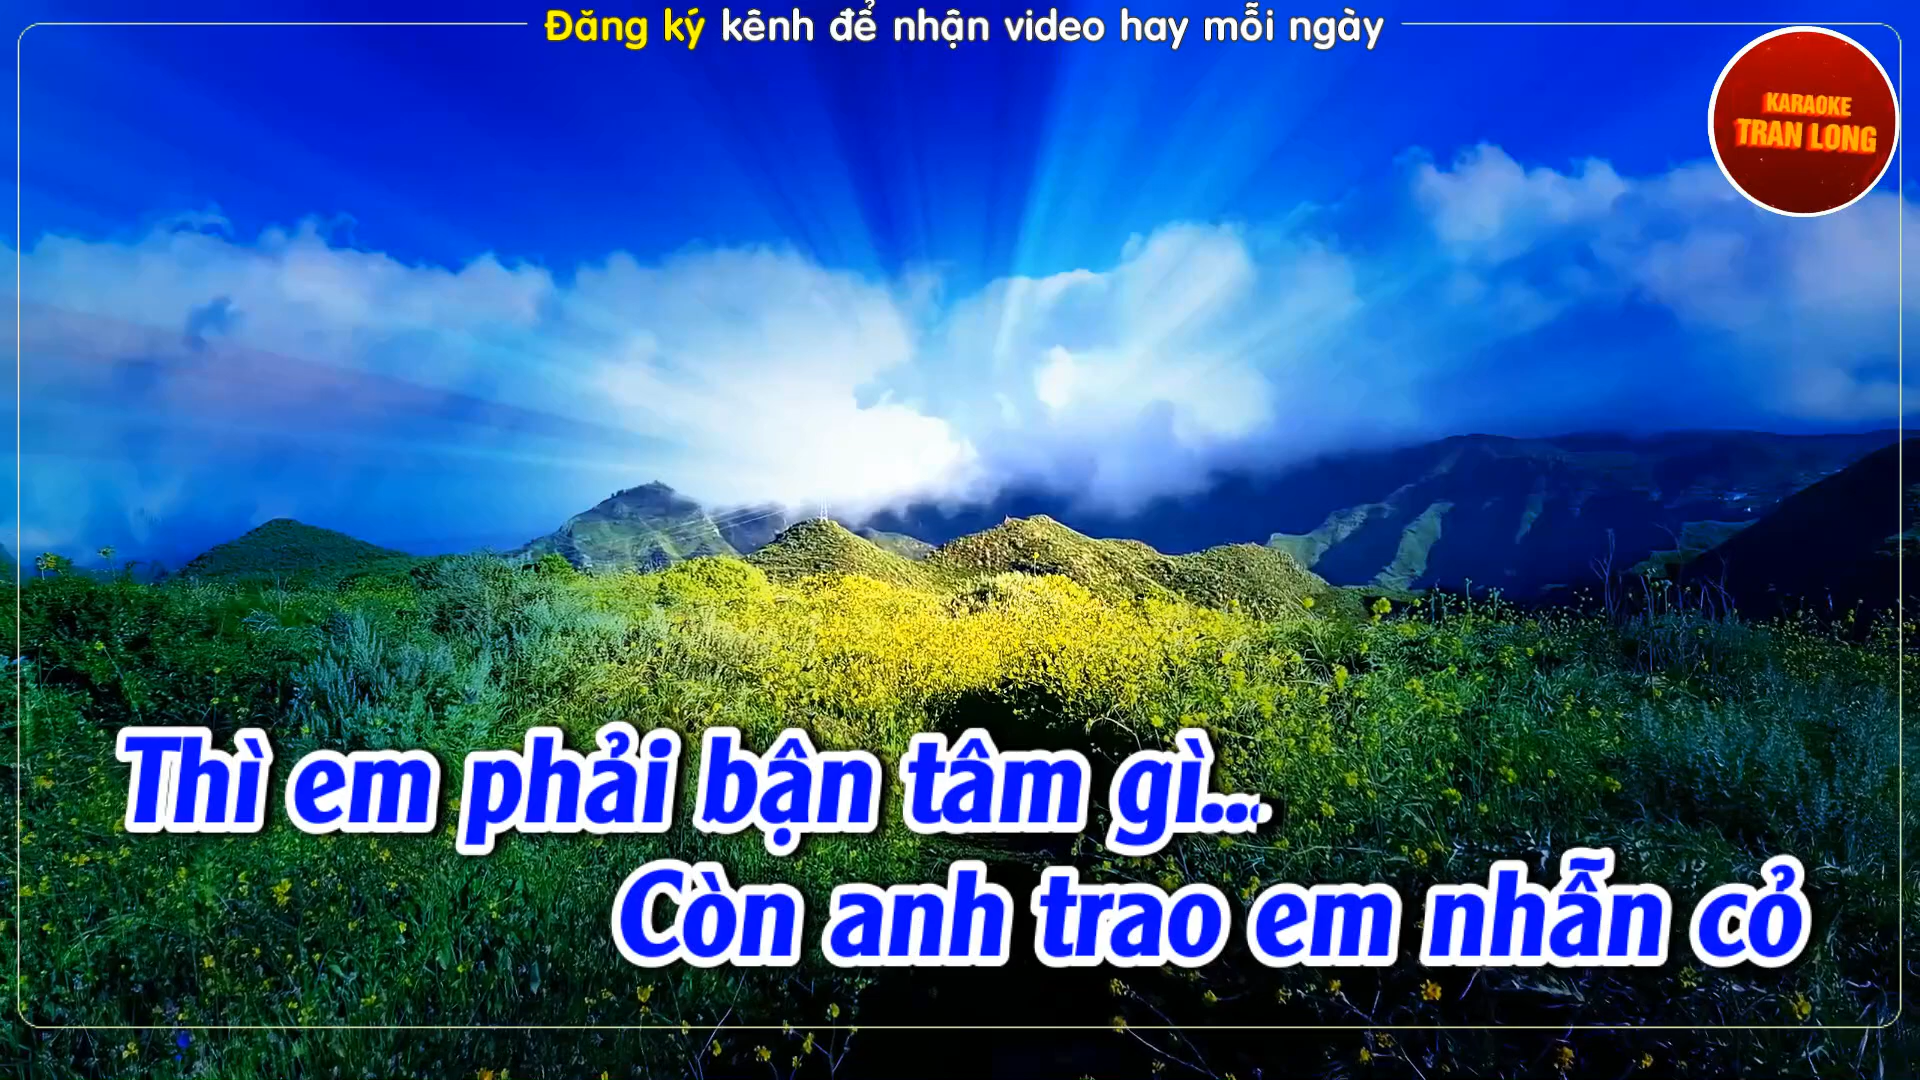 Đăng ký kênh để nhận video hay mỗi ngày
KARAOKE
TRAN LONG
Thì em phải bận tâm gì...
Còn anh trao em nhẫn cỏ